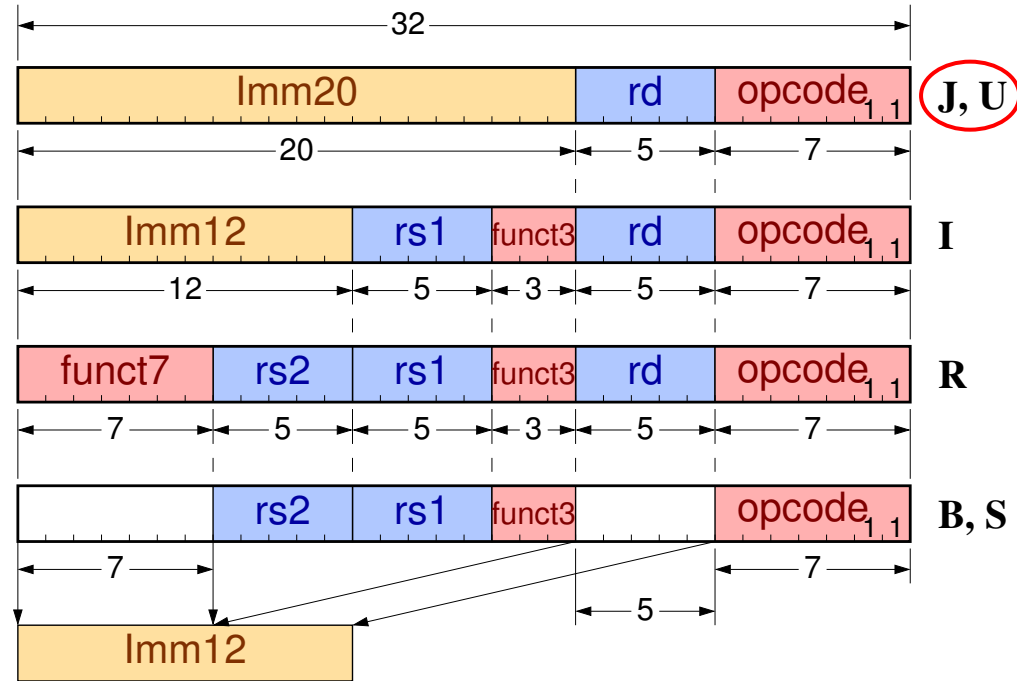 32
Imm20 rd opcode 1 1 J, U
20 5 7
Imm12 rs1 funct3 rd opcode 1 1 I
12 5 3 5 7
funct7 rs2 rs1 funct3 rd opcode 1 1 R
7 5 5 3 5 7
rs2 rs1 funct3 opcode 1 1 B, S
7 7
5
Imm12